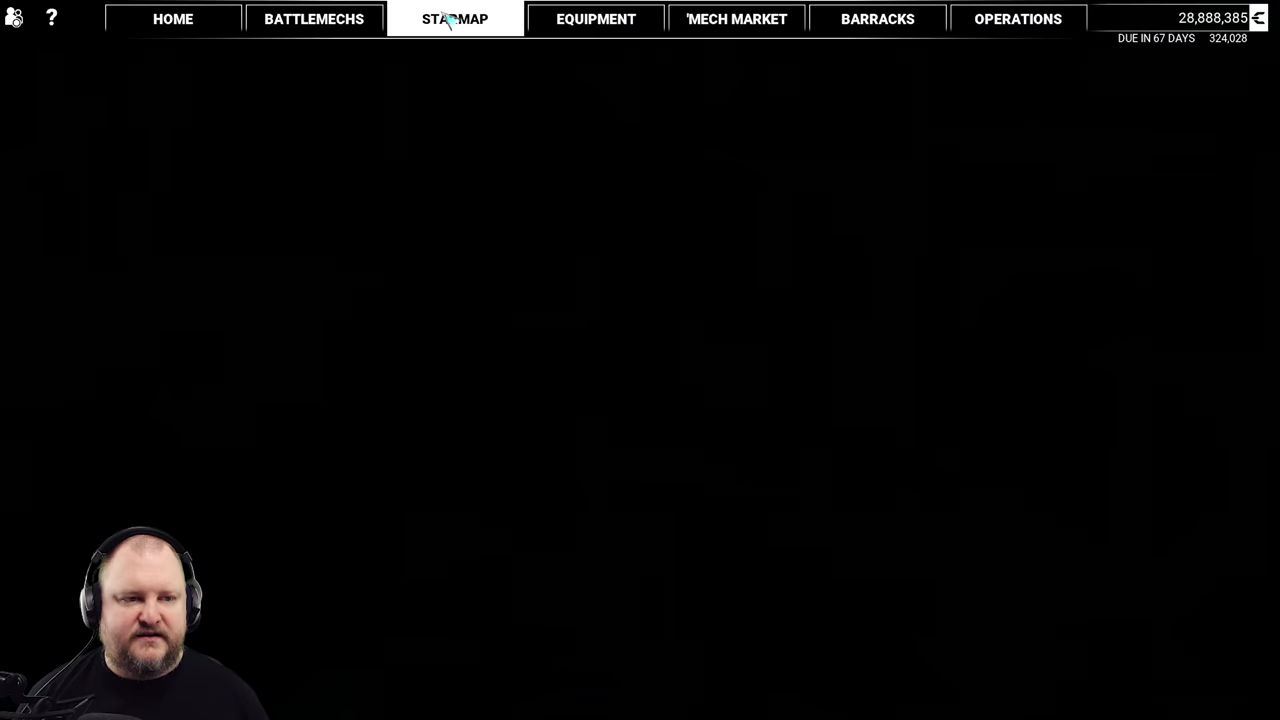 ?
HOME
BATTLEMECHS
STARMAP
EQUIPMENT
'MECH MARKET
BARRACKS
OPERATIONS
28,888,385
DUE IN 67 DAYS 324,028